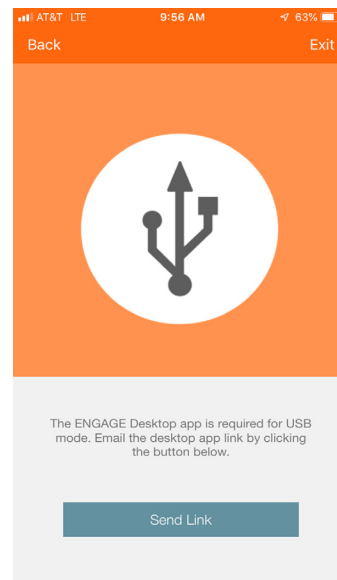 AT&T LTE 9:56 AM 63%
Back Exit
The ENGAGE Desktop app is required for USB
mode. Email the desktop app link by clicking
the button below.
Send Link